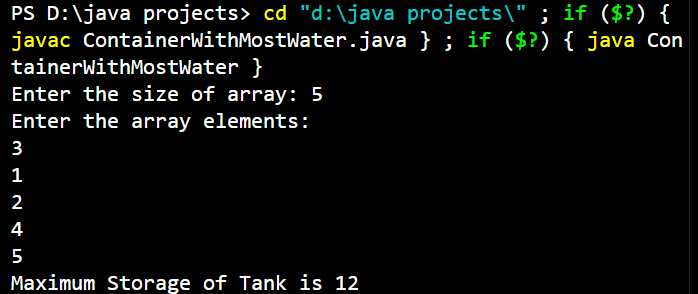 PS D:\java projects> cd "d:\java projects\" ; if ($?) {
javac ContainerWithMostWater.java } ; if ($?) { java Con
tainerWithMostWater }
Enter the size of array: 5
Enter the array elements:
3
1
2
4
5
Maximum Storage of Tank is 12